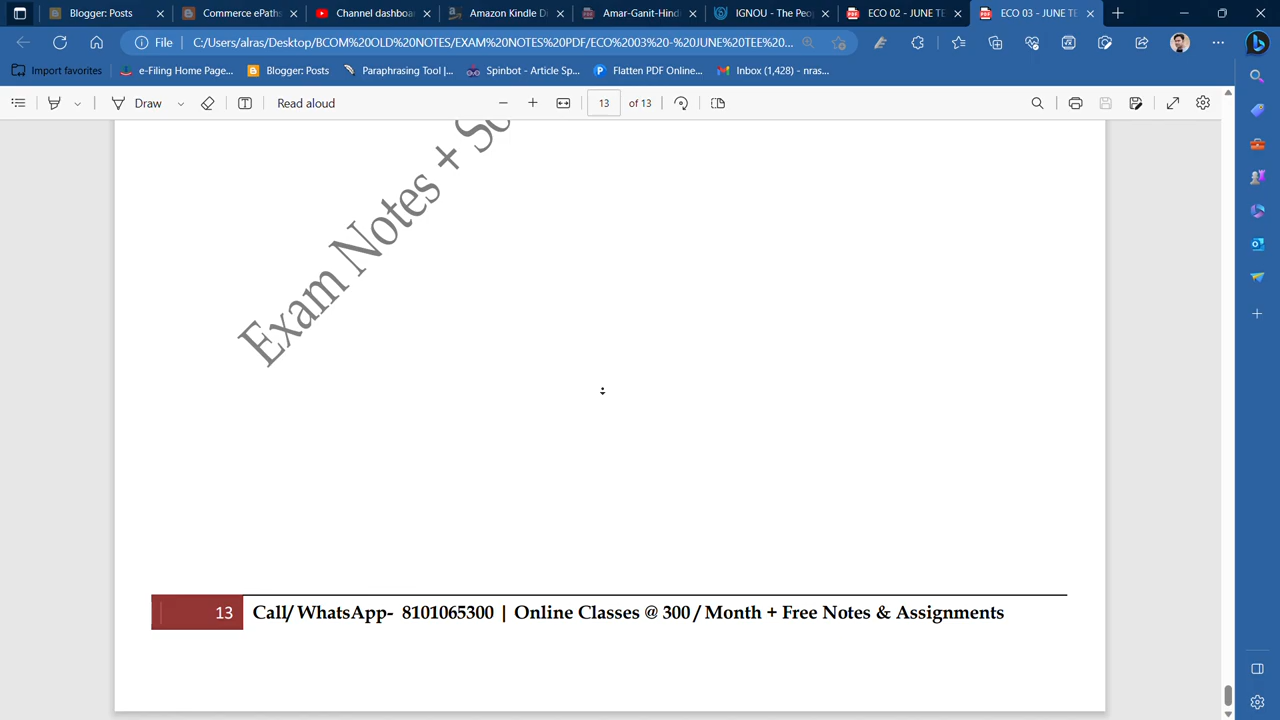 Blogger: Posts
Commerce ePaths
Channel dashboa
Amazon Kindle Di
Amar-Ganit-Hind
IGNOU - The Peo
ECO 02 - JUNE TE
ECO 03 - JUNE TE
File
C:/Users/alras/Desktop/BCOM%20OLD%20NOTES/EXAM%20NOTES%20PDF/ECO%2003%20-%20JUNE%20TEE%20...
Import favorites
e-Filing Home Page...
Blogger: Posts
Paraphrasing Tool |...
Spinbot - Article Sp...
Flatten PDF Online...
Inbox (1,428) - nras...
Draw
Read aloud
13 of 13
Exam Notes + So
13
Call/ WhatsApp- 8101065300 | Online Classes @ 300 / Month + Free Notes & Assignments